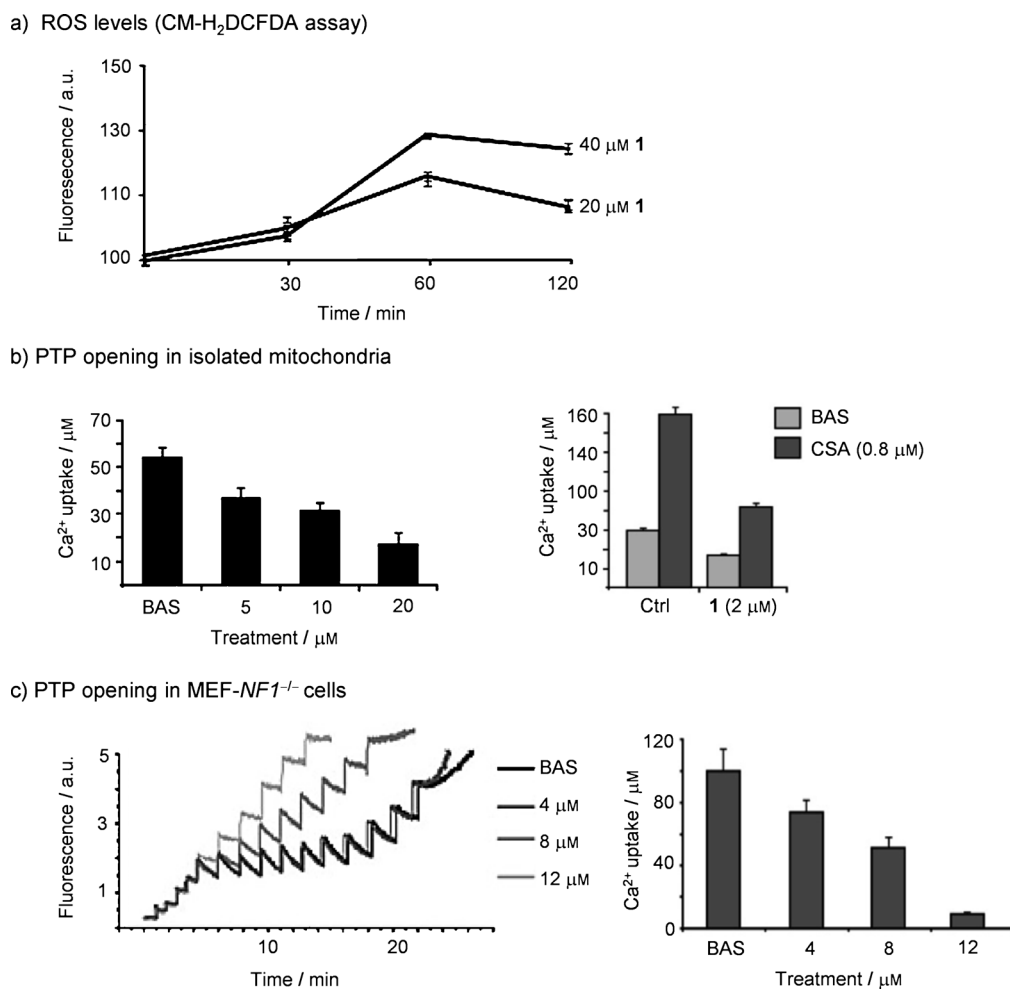 a) ROS levels (CM-H₂DCFDA assay)
150
130
110
100
Fluoresecence / a.u.
40 μM 1
20 μM 1
30 60 120
Time / min
b) PTP opening in isolated mitochondria
70
50
30
10
Ca²⁺ uptake / μM
BAS 5 10 20
Treatment / μM
160
140
100
30
10
Ca²⁺ uptake / μM
BAS
CSA (0.8 μM)
Ctrl 1 (2 μM)
c) PTP opening in MEF-NF1⁻/⁻ cells
5
3
1
Fluorescence / a.u.
BAS
4 μM
8 μM
12 μM
10 20
Time / min
120
80
40
0
Ca²⁺ uptake / μM
BAS 4 8 12
Treatment / μM